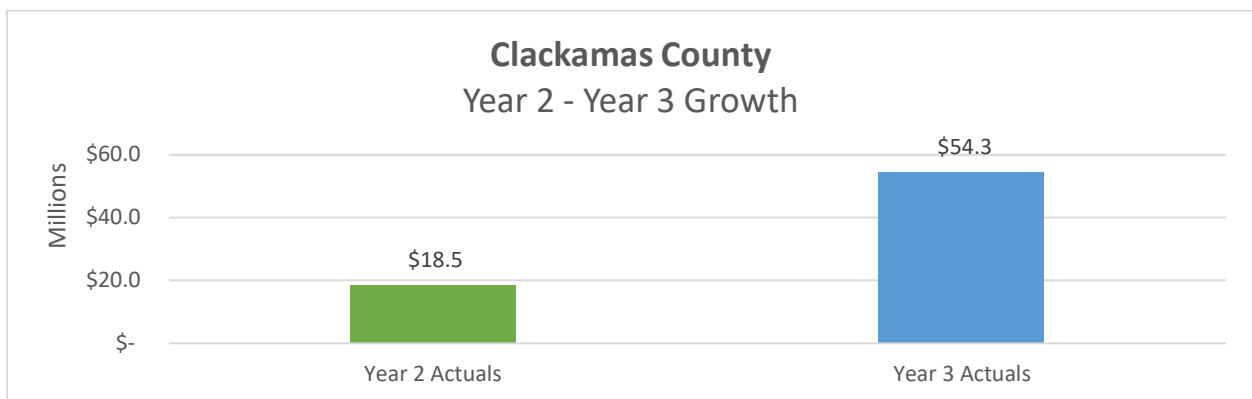 Clackamas County
Year 2 - Year 3 Growth
Millions
$60.0
$40.0
$20.0
$-
$18.5
$54.3
Year 2 Actuals
Year 3 Actuals